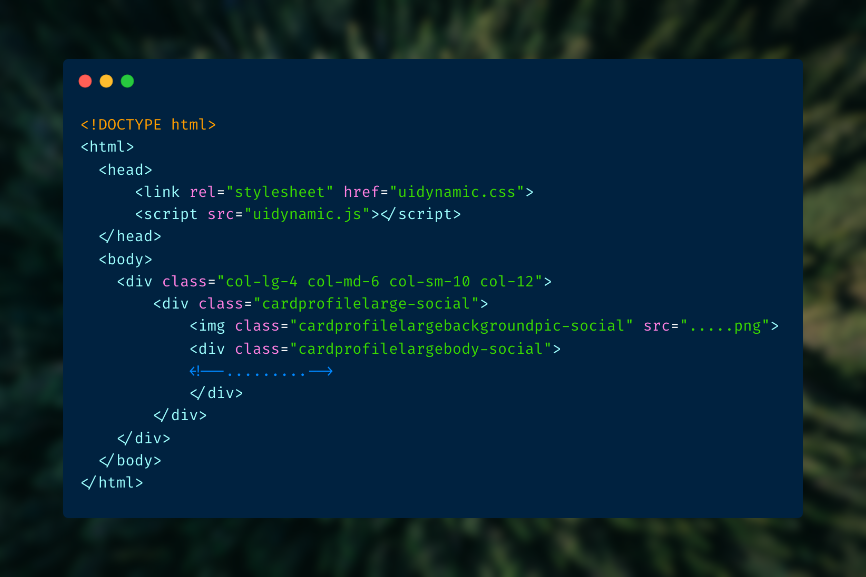 <!DOCTYPE html>
<html>
<head>
<link rel="stylesheet" href="uidynamic.css">
<script src="uidynamic.js"></script>
</head>
<body>
<div class="col-lg-4 col-md-6 col-sm-10 col-12">
<div class="cardprofilelarge-social">
<img class="cardprofilelargebackgroundpic-social" src=".....png">
<div class="cardprofilelargebody-social">
<!--.........-->
</div>
</div>
</div>
</body>
</html>